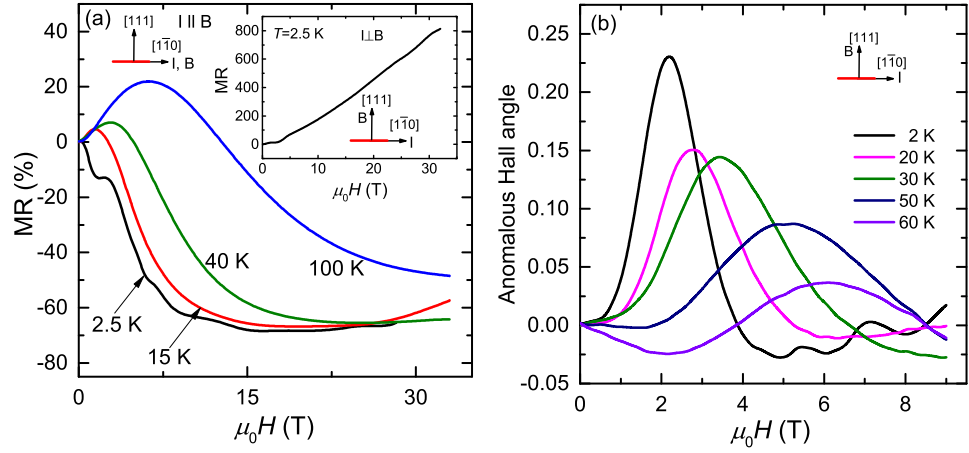 (a)
I || B
[111]
[11̄0]
I, B
MR (%)
40
20
0
-20
-40
-60
-80
0
15
30
μ₀H (T)
100 K
40 K
2.5 K
15 K
T=2.5 K
I⊥B
MR
800
600
400
200
0
0
10
20
30
μ₀H (T)
[111]
B
[11̄0]
I
(b)
[111]
B
[11̄0]
I
Anomalous Hall angle
0.25
0.20
0.15
0.10
0.05
0.00
-0.05
0
2
4
6
8
μ₀H (T)
2 K
20 K
30 K
50 K
60 K